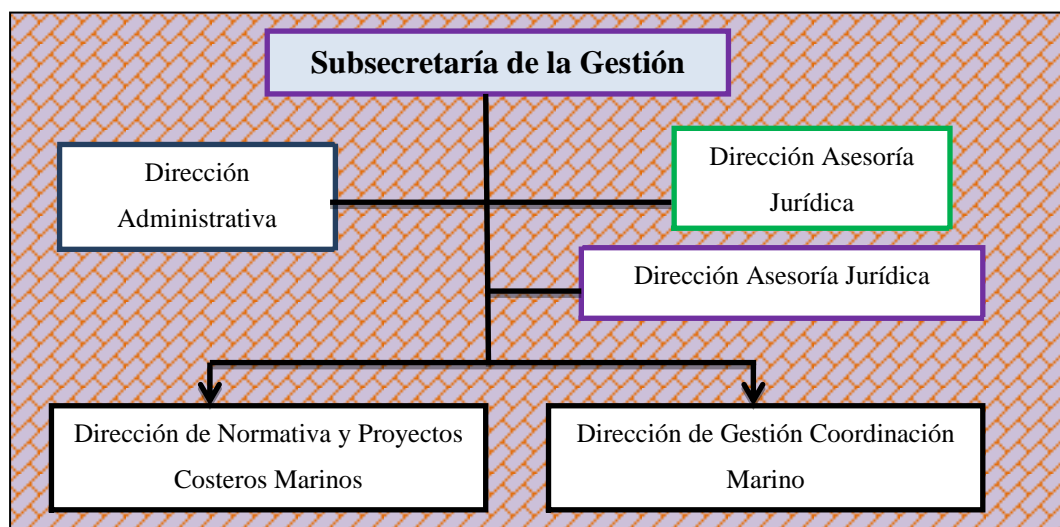 Subsecretaría de la Gestión
Dirección
Administrativa
Dirección Asesoría
Jurídica
Dirección Asesoría Jurídica
Dirección de Normativa y Proyectos
Costeros Marinos
Dirección de Gestión Coordinación
Marino